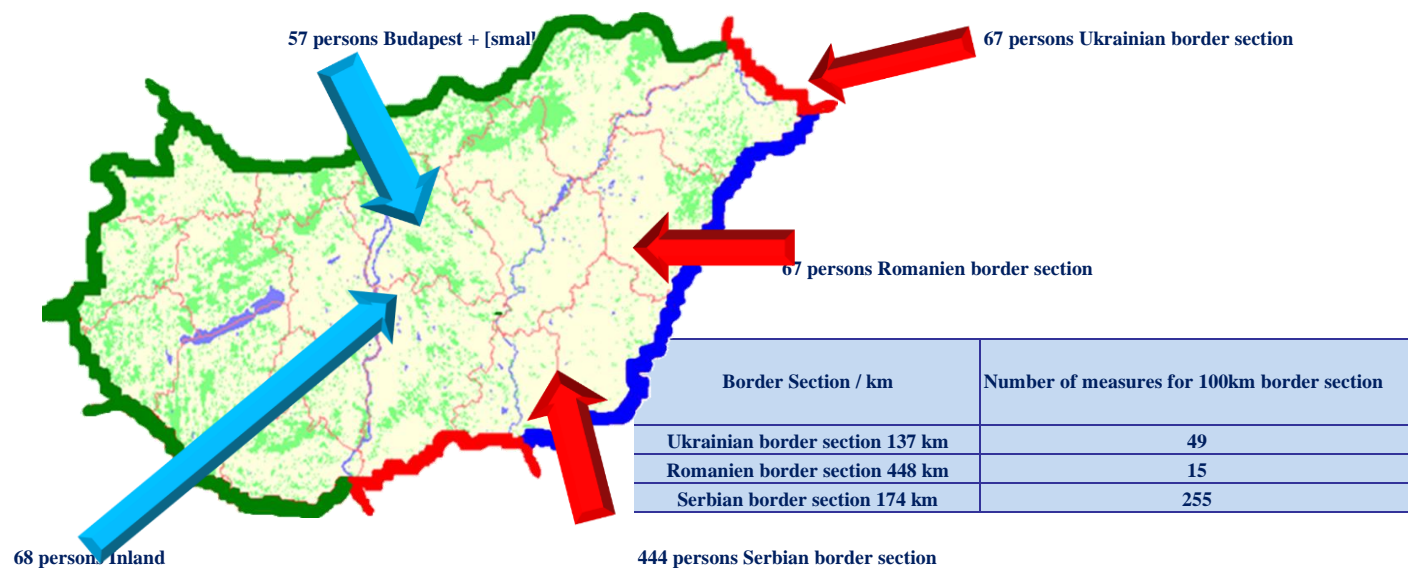 57 persons Budapest + [small
67 persons Ukrainian border section
67 persons Romanien border section
Border Section / km Number of measures for 100km border section
Ukrainian border section 137 km 49
Romanien border section 448 km 15
Serbian border section 174 km 255
68 persons Inland
444 persons Serbian border section